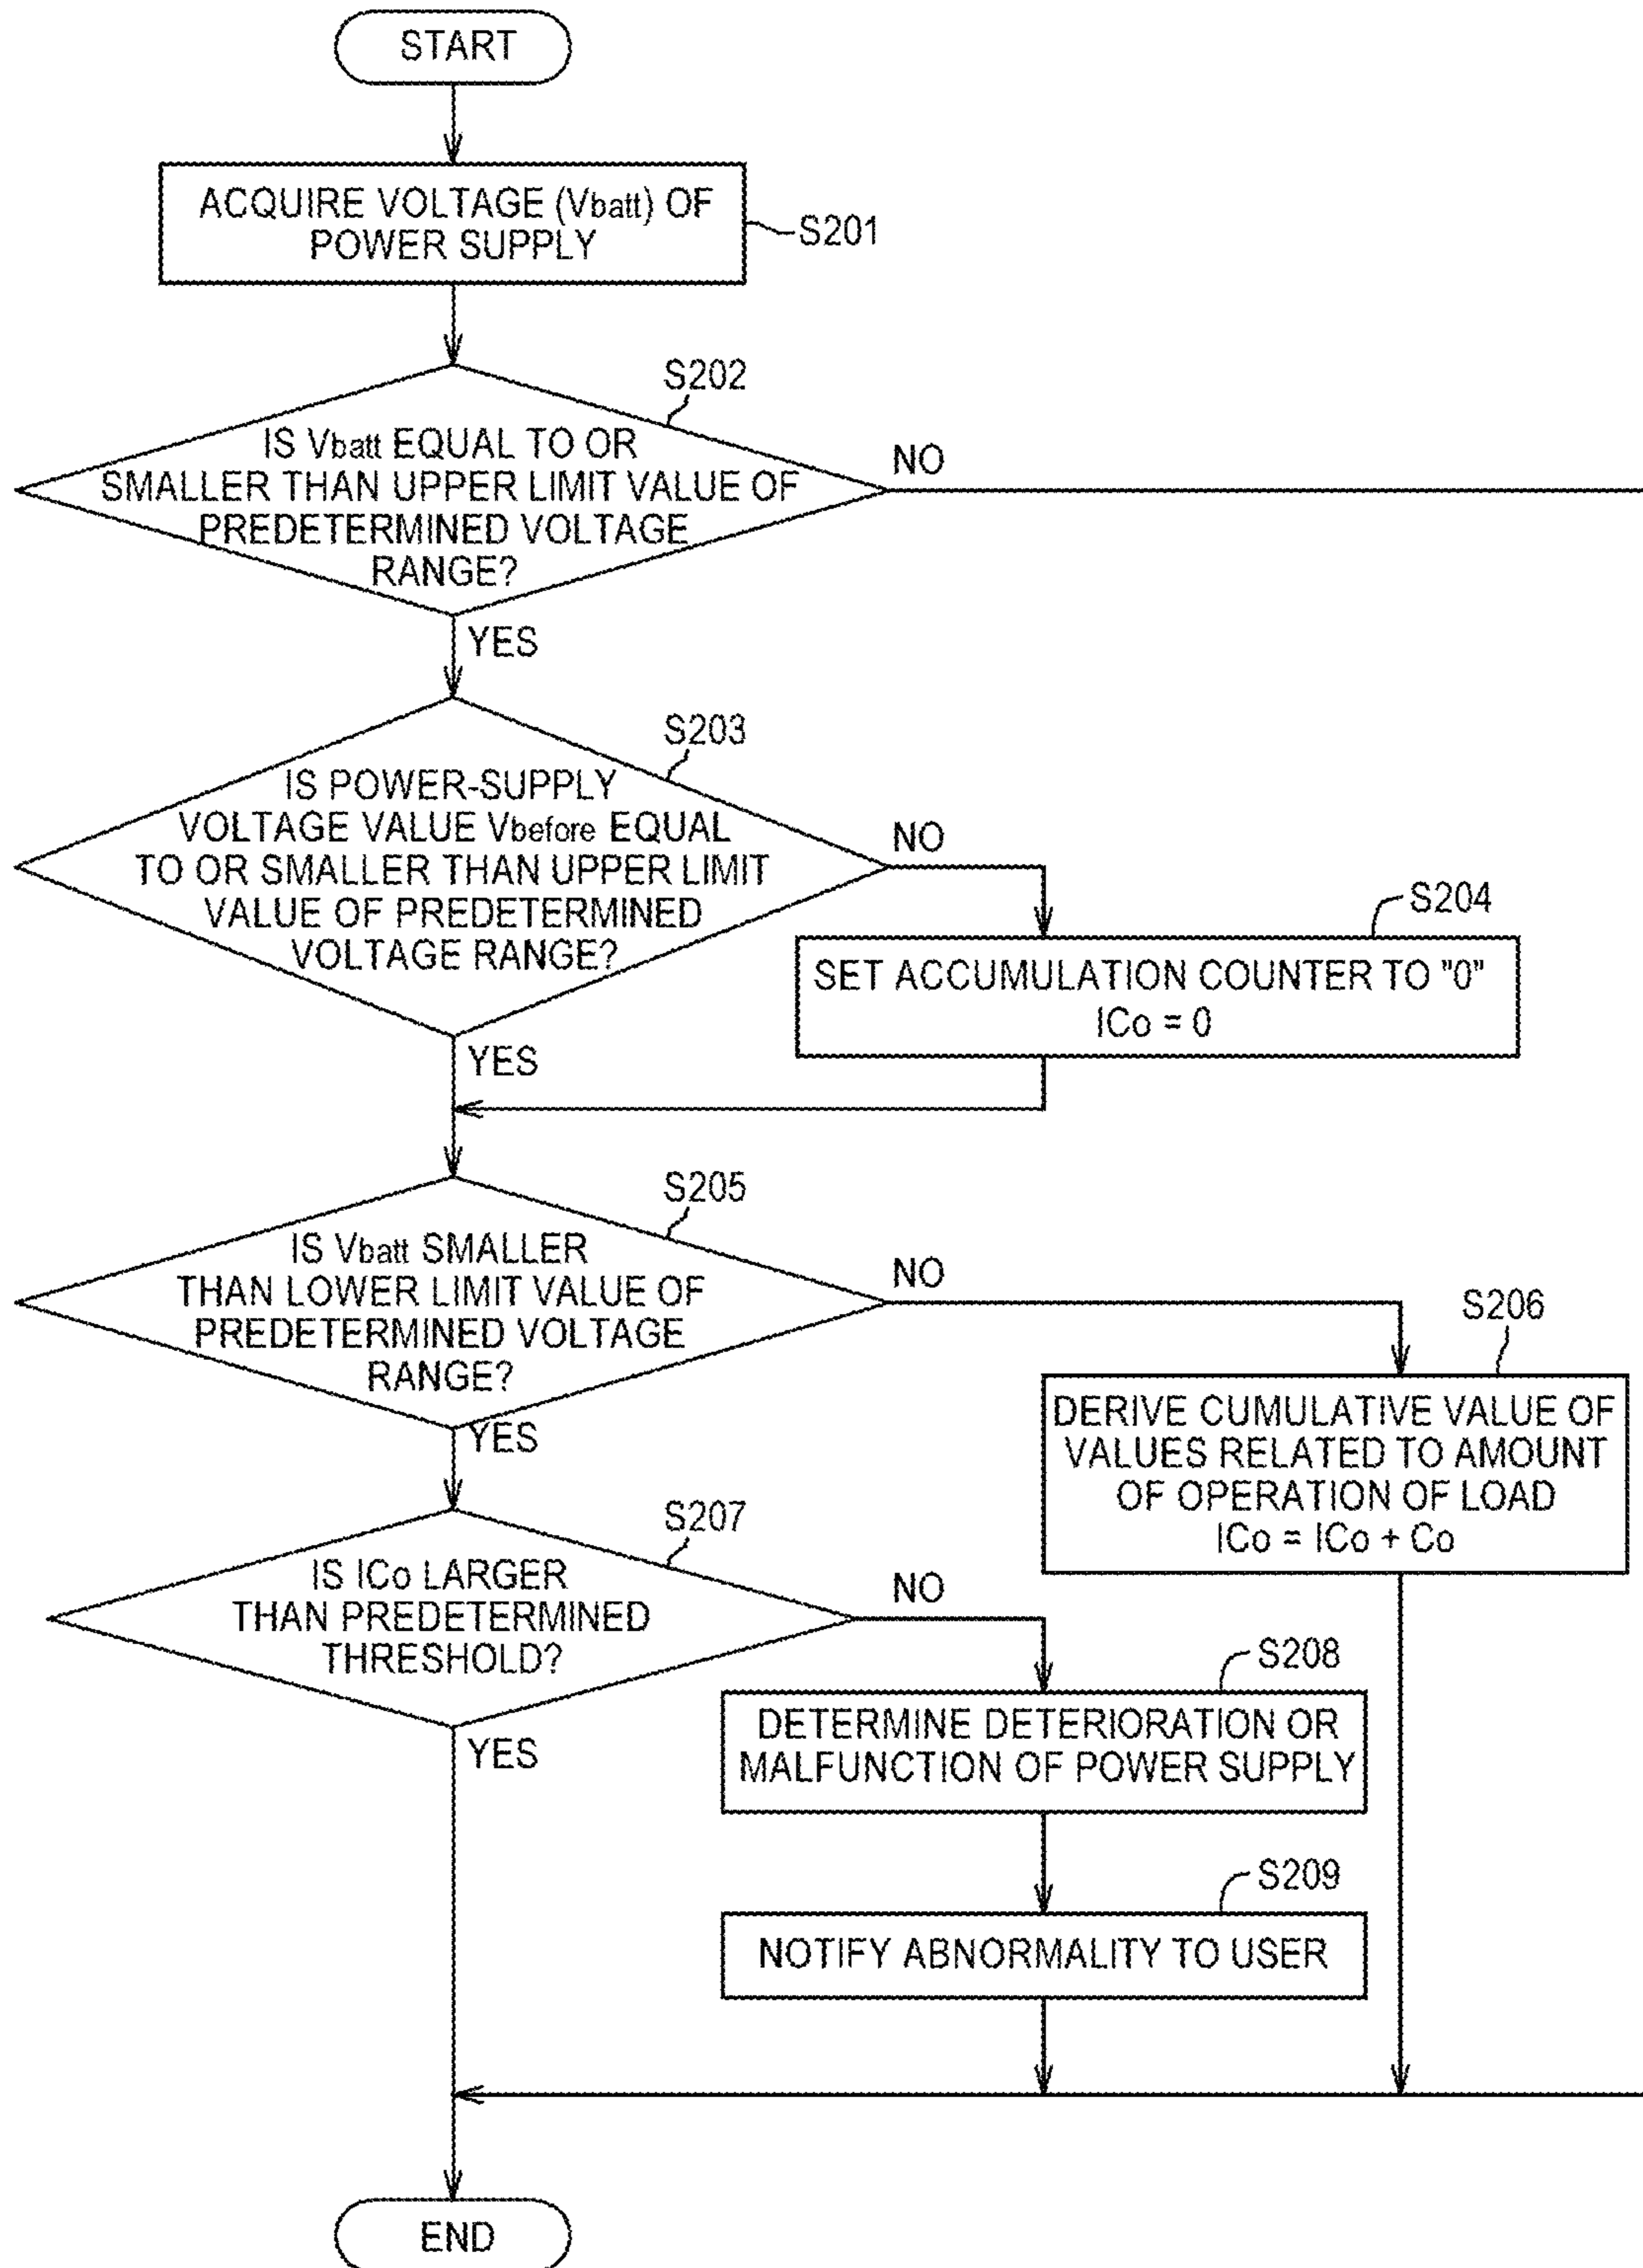 START
ACQUIRE VOLTAGE (Vbatt) OF
POWER SUPPLY
S201
S202
IS Vbatt EQUAL TO OR
SMALLER THAN UPPER LIMIT VALUE OF
PREDETERMINED VOLTAGE
RANGE?
NO
YES
S203
IS POWER-SUPPLY
VOLTAGE VALUE Vbefore EQUAL
TO OR SMALLER THAN UPPER LIMIT
VALUE OF PREDETERMINED
VOLTAGE RANGE?
NO
S204
SET ACCUMULATION COUNTER TO "0"
ICo = 0
YES
S205
IS Vbatt SMALLER
THAN LOWER LIMIT VALUE OF
PREDETERMINED VOLTAGE
RANGE?
NO
S206
DERIVE CUMULATIVE VALUE OF
VALUES RELATED TO AMOUNT
OF OPERATION OF LOAD
ICo = ICo + Co
YES
S207
IS ICo LARGER
THAN PREDETERMINED
THRESHOLD?
NO
S208
DETERMINE DETERIORATION OR
MALFUNCTION OF POWER SUPPLY
YES
S209
NOTIFY ABNORMALITY TO USER
END